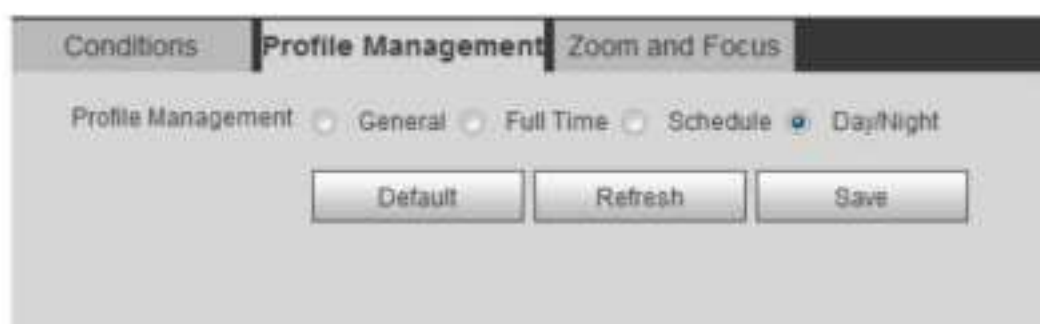 Conditions Profile Management Zoom and Focus
Profile Management General Full Time Schedule Day/Night
Default Refresh Save